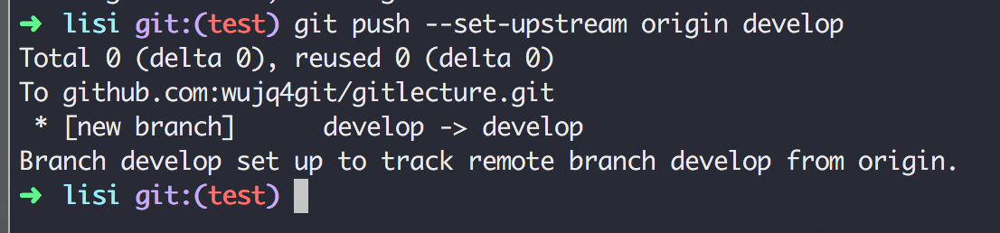 ➜ lisi git:(test) git push --set-upstream origin develop
Total 0 (delta 0), reused 0 (delta 0)
To github.com:wujq4git/gitlecture.git
 * [new branch]      develop -> develop
Branch develop set up to track remote branch develop from origin.
➜ lisi git:(test)